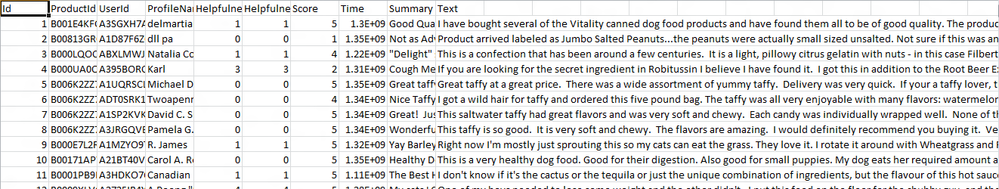 Id ProductId UserId ProfileNa Helpfulne Helpfulne Score Time Summary Text
1 B001E4KF A3SGXH7A delmartia 1 1 5 1.3E+09 Good Qua I have bought several of the Vitality canned dog food products and have found them all to be of good quality. The produc
2 B00813GR A1D87F6Z dll pa 0 0 1 1.35E+09 Not as Adv Product arrived labeled as Jumbo Salted Peanuts...the peanuts were actually small sized unsalted. Not sure if this was an
3 B000LQOC ABXLMWJ Natalia Co 1 1 4 1.22E+09 "Delight" This is a confection that has been around a few centuries. It is a light, pillowy citrus gelatin with nuts - in this case Filbert
4 B000UA0C A395BORC Karl 3 3 2 1.31E+09 Cough Me If you are looking for the secret ingredient in Robitussin I believe I have found it. I got this in addition to the Root Beer E
5 B006K2ZZ A1UQRSCL Michael D 0 0 5 1.35E+09 Great taff Great taffy at a great price. There was a wide assortment of yummy taffy. Delivery was very quick. If your a taffy lover, t
6 B006K2ZZ ADT0SRK1 Twoapenn 0 0 4 1.34E+09 Nice Taffy I got a wild hair for taffy and ordered this five pound bag. The taffy was all very enjoyable with many flavors: watermelon
7 B006K2ZZ A1SP2KVK David C. S 0 0 5 1.34E+09 Great! Jus This saltwater taffy had great flavors and was very soft and chewy. Each candy was individually wrapped well. None of th
8 B006K2ZZ A3JRGQVE Pamela G. 0 0 5 1.34E+09 Wonderfu This taffy is so good. It is very soft and chewy. The flavors are amazing. I would definitely recommend you buying it. Ve
9 B000E7L2 A1MZYO9 R. James 1 1 5 1.32E+09 Yay Barley Right now I'm mostly just sprouting this so my cats can eat the grass. They love it. I rotate it around with Wheatgrass and
10 B00171AP A21BT40V Carol A. Re 0 0 5 1.35E+09 Healthy D This is a very healthy dog food. Good for their digestion. Also good for small puppies. My dog eats her required amount a
11 B0001PB9 A3HDKO7 Canadian 1 1 5 1.11E+09 The Best H I don't know if it's the cactus or the tequila or just the unique combination of ingredients, but the flavour of this hot sauc